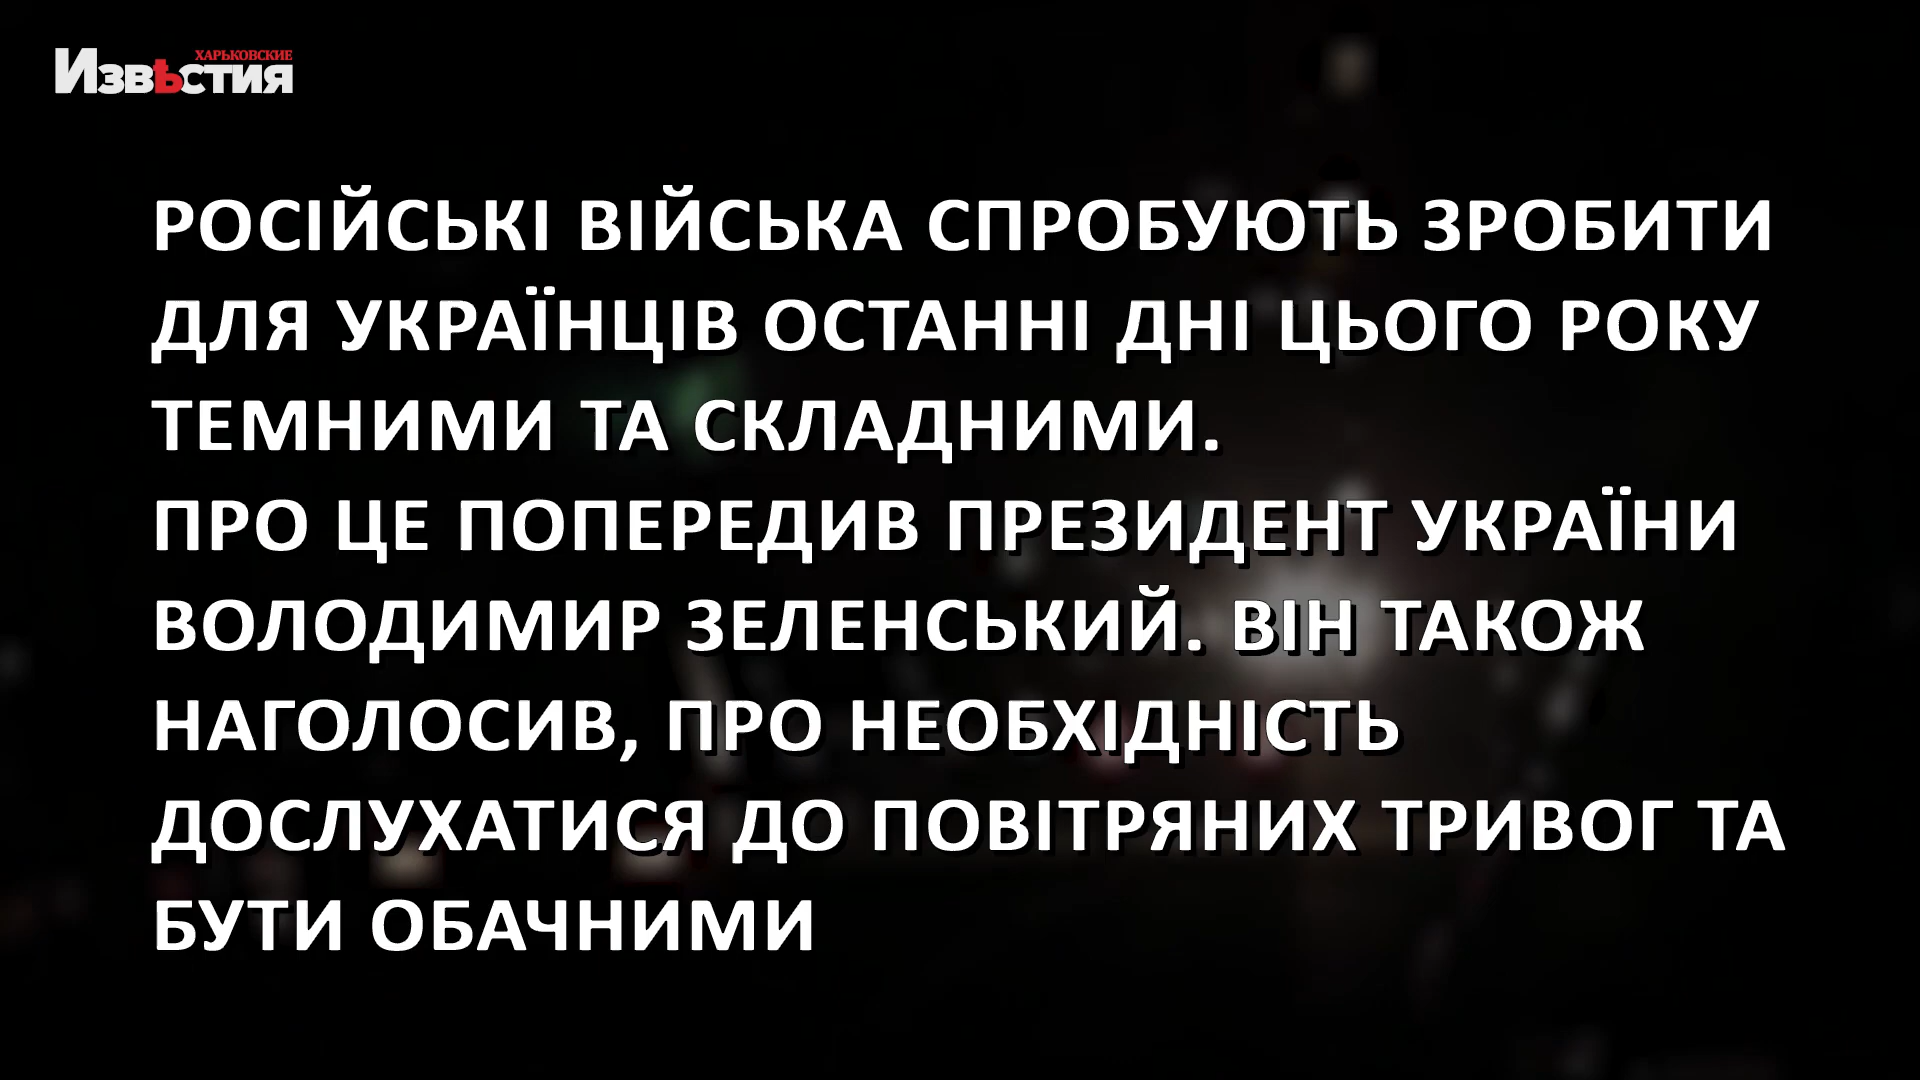 ХАРЬКОВСКИЕ
ИЗВѢСТИЯ
РОСІЙСЬКІ ВІЙСЬКА СПРОБУЮТЬ ЗРОБИТИ
ДЛЯ УКРАЇНЦІВ ОСТАННІ ДНІ ЦЬОГО РОКУ
ТЕМНИМИ ТА СКЛАДНИМИ.
ПРО ЦЕ ПОПЕРЕДИВ ПРЕЗИДЕНТ УКРАЇНИ
ВОЛОДИМИР ЗЕЛЕНСЬКИЙ. ВІН ТАКОЖ
НАГОЛОСИВ, ПРО НЕОБХІДНІСТЬ
ДОСЛУХАТИСЯ ДО ПОВІТРЯНИХ ТРИВОГ ТА
БУТИ ОБАЧНИМИ